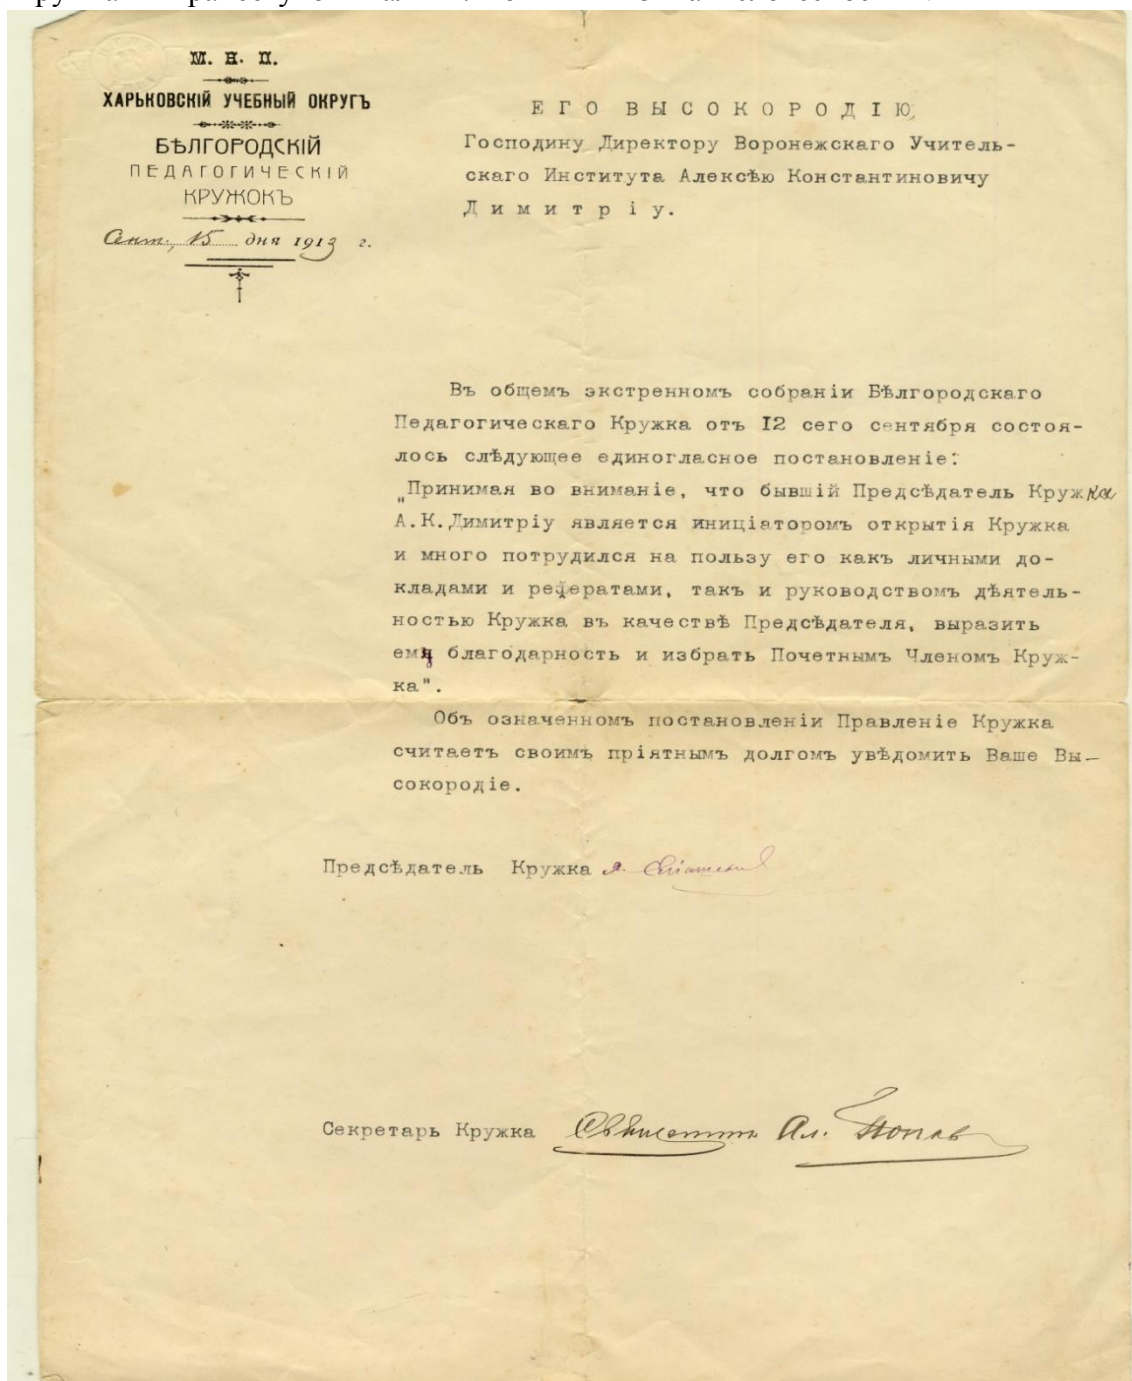 М. Н. П.
ХАРЬКОВСКІЙ УЧЕБНЫЙ ОКРУГЪ
БѢЛГОРОДСКІЙ
ПЕДАГОГИЧЕСКІЙ
КРУЖОКЪ
Сент. 15 дня 1913 г.
ЕГО ВЫСОКОРОДІЮ,
Господину Директору Воронежскаго Учитель-
скаго Института Алексѣю Константиновичу
Димитріу.
Въ общемъ экстренномъ собраніи Бѣлгородскаго
Педагогическаго Кружка отъ I2 сего сентября состоя-
лось слѣдующее единогласное постановленіе:
„Принимая во вниманіе, что бывшій Предсѣдатель Кружка
А.К.Димитріу является иниціаторомъ открытія Кружка
и много потрудился на пользу его какъ личными до-
кладами и рефератами, такъ и руководствомъ дѣятель-
ностью Кружка въ качествѣ Предсѣдателя, выразить
ему благодарность и избрать Почетнымъ Членомъ Круж-
ка".
Объ означенномъ постановленіи Правленіе Кружка
считаетъ своимъ пріятнымъ долгомъ увѣдомить Ваше Вы-
сокородіе.
Предсѣдатель Кружка
Секретарь Кружка Ал. Попов